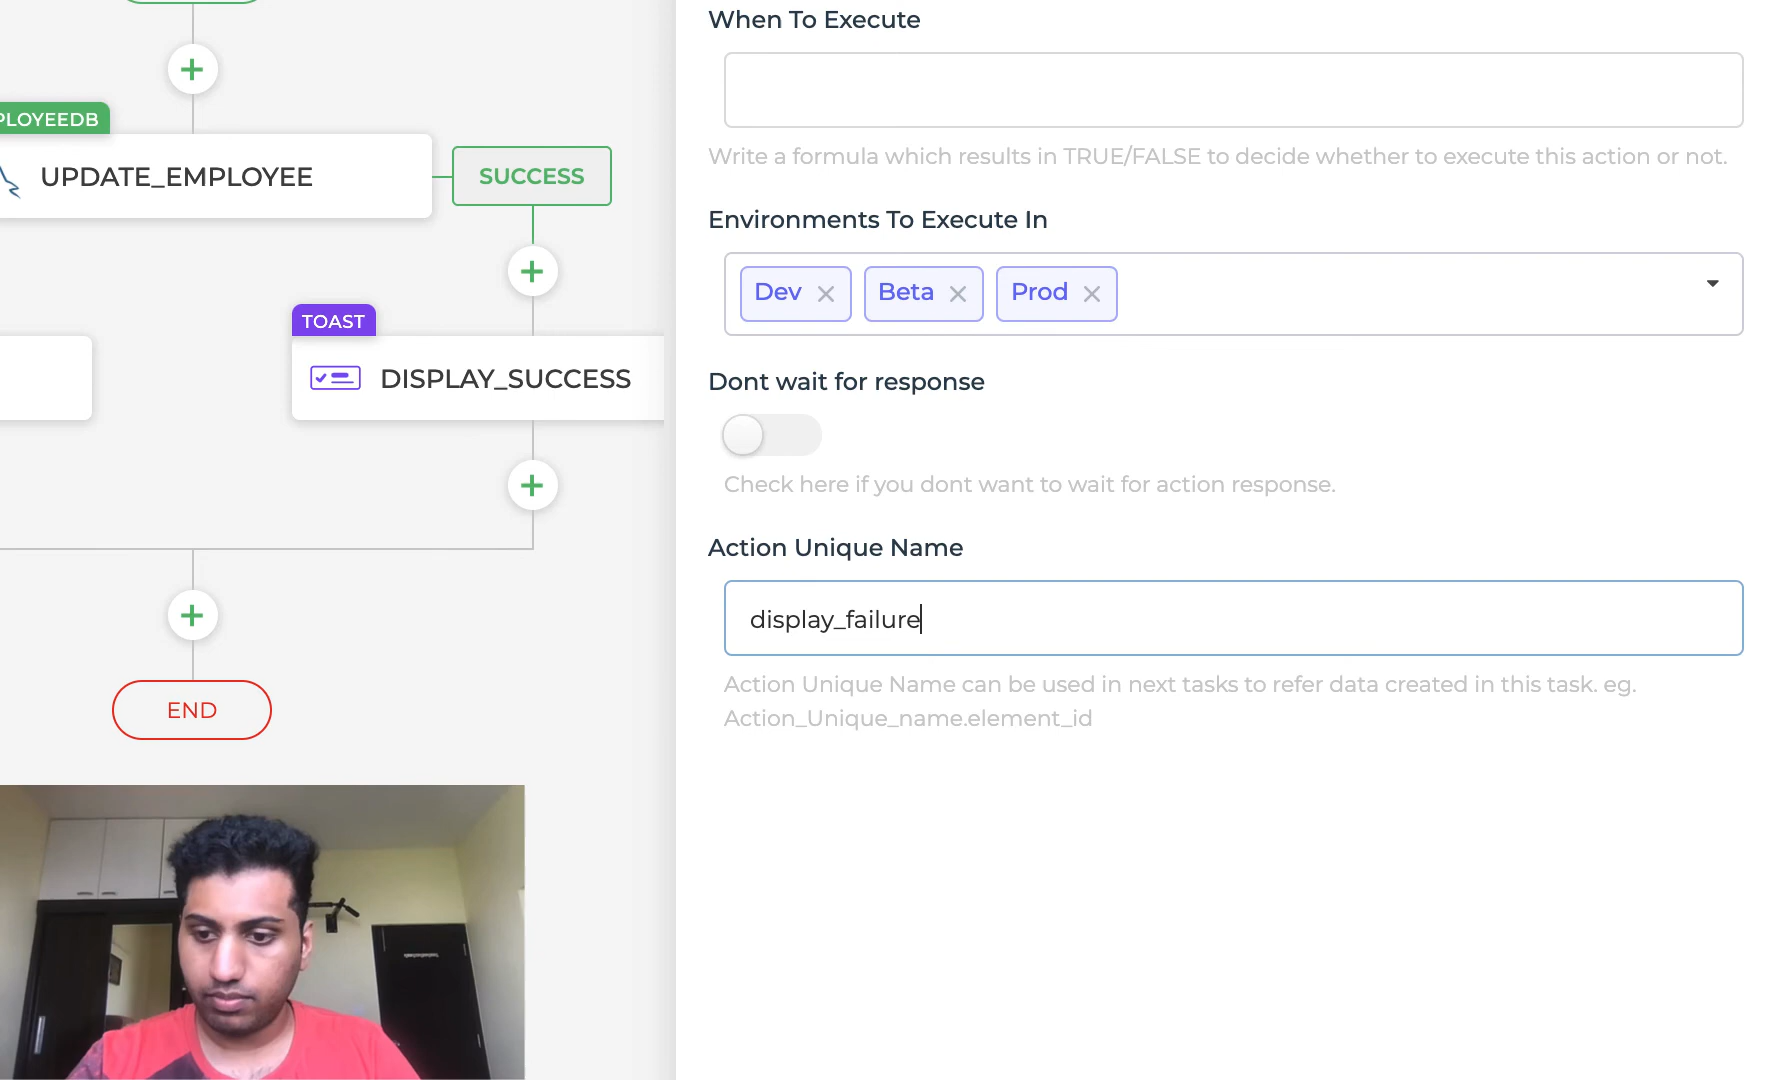 PLOYEEDB
UPDATE_EMPLOYEE
SUCCESS
TOAST
DISPLAY_SUCCESS
END
When To Execute
Write a formula which results in TRUE/FALSE to decide whether to execute this action or not.
Environments To Execute In
Dev
Beta
Prod
Dont wait for response
Check here if you dont want to wait for action response.
Action Unique Name
display_failure
Action Unique Name can be used in next tasks to refer data created in this task. eg.
Action_Unique_name.element_id